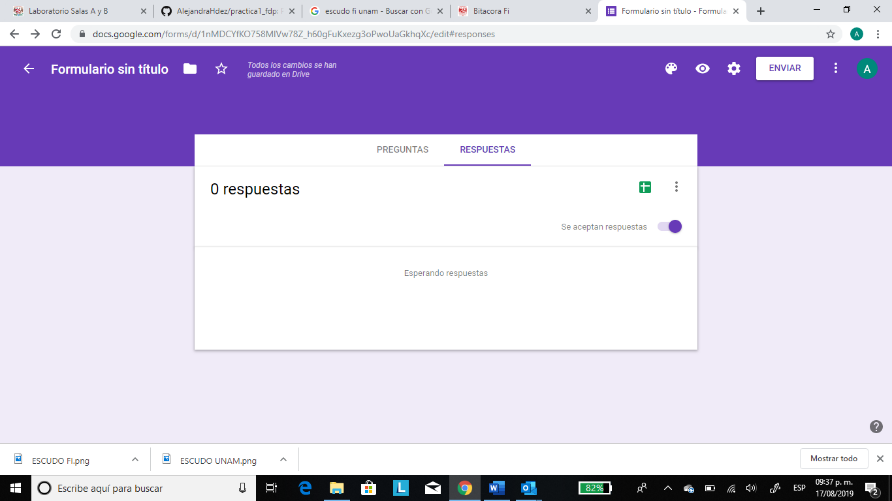 Laboratorio Salas A y B
AlejandraHdez/practica1_fdp:
escudo fi unam - Buscar con G
Bitacora Fi
Formulario sin título - Formula
docs.google.com/forms/d/1nMDCYfKO758MlVw78Z_h60gFuKxezg3oPwoUaGkhqXc/edit#responses
A
Formulario sin título
Todos los cambios se han
guardado en Drive
ENVIAR
A
PREGUNTAS
RESPUESTAS
0 respuestas
Se aceptan respuestas
Esperando respuestas
ESCUDO FI.png
ESCUDO UNAM.png
Mostrar todo
Escribe aquí para buscar
82%
ESP
09:37 p. m.
17/08/2019
2